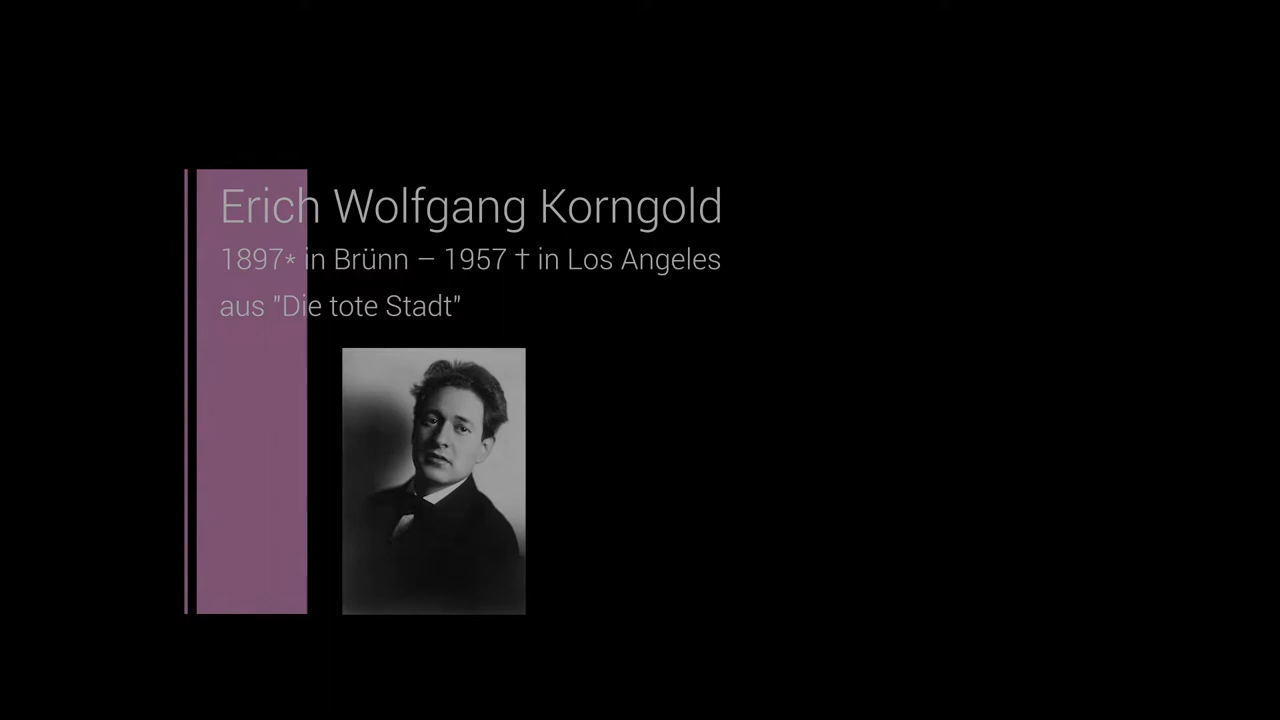 Erich Wolfgang Korngold
1897* in Brünn – 1957 † in Los Angeles
aus "Die tote Stadt"